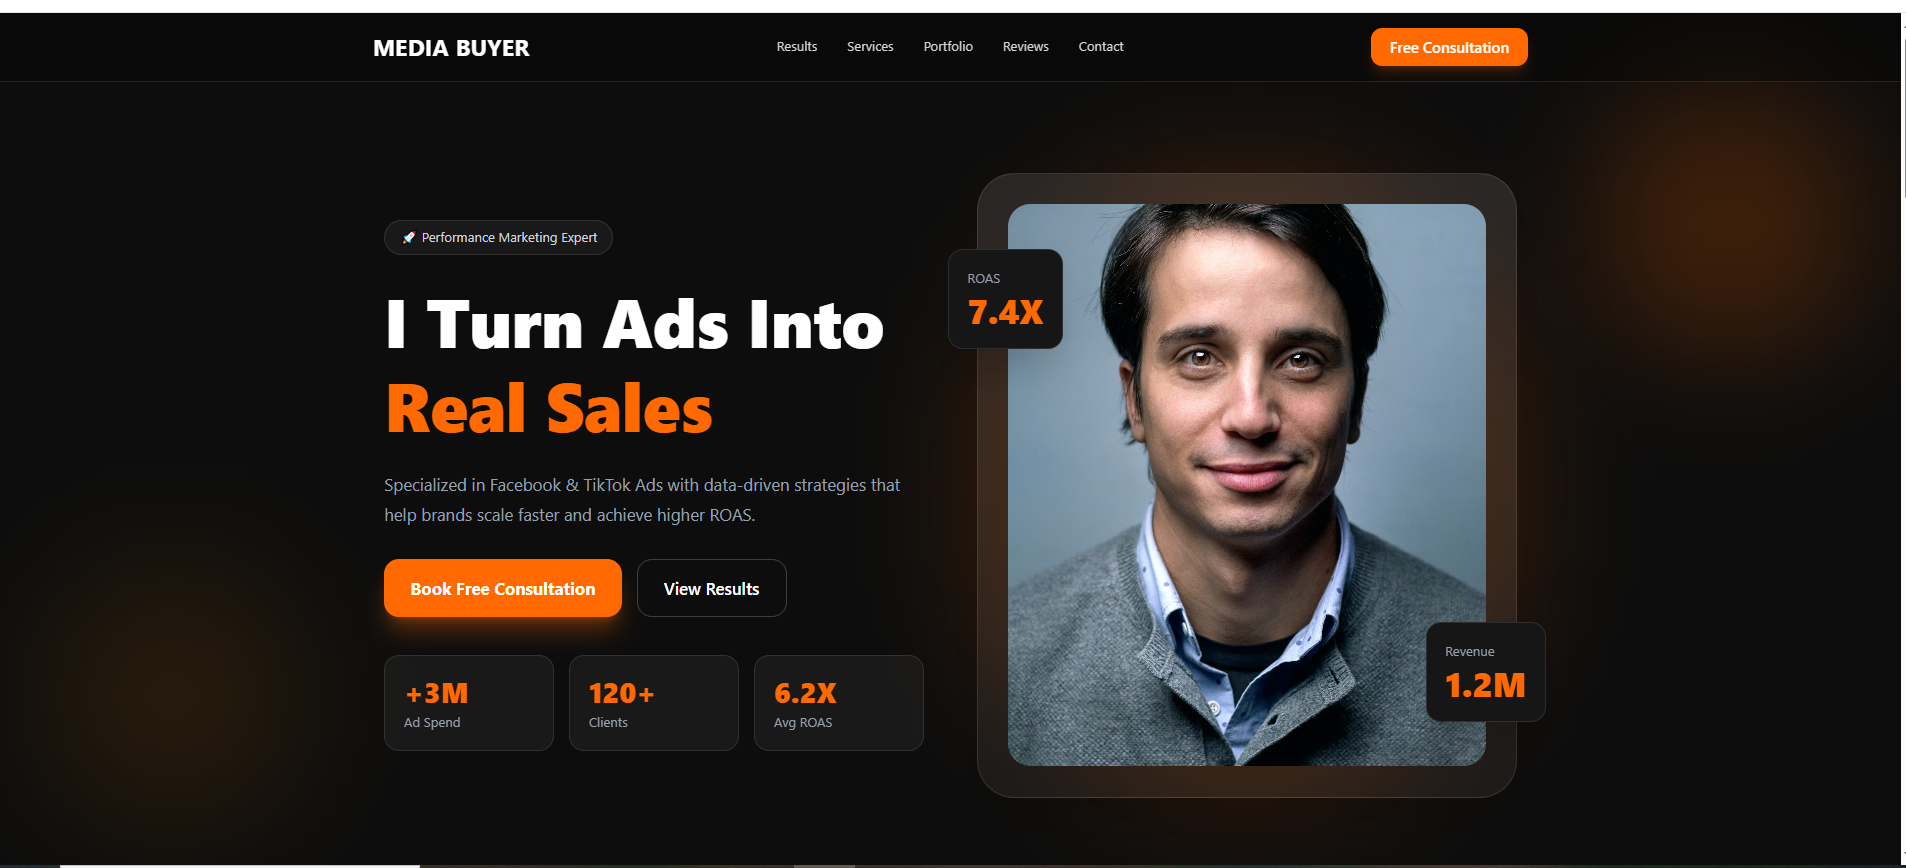 MEDIA BUYER
Results
Services
Portfolio
Reviews
Contact
Free Consultation
🚀 Performance Marketing Expert
I Turn Ads Into
Real Sales
Specialized in Facebook & TikTok Ads with data-driven strategies that
help brands scale faster and achieve higher ROAS.
Book Free Consultation
View Results
+3M
Ad Spend
120+
Clients
6.2X
Avg ROAS
ROAS
7.4X
Revenue
1.2M